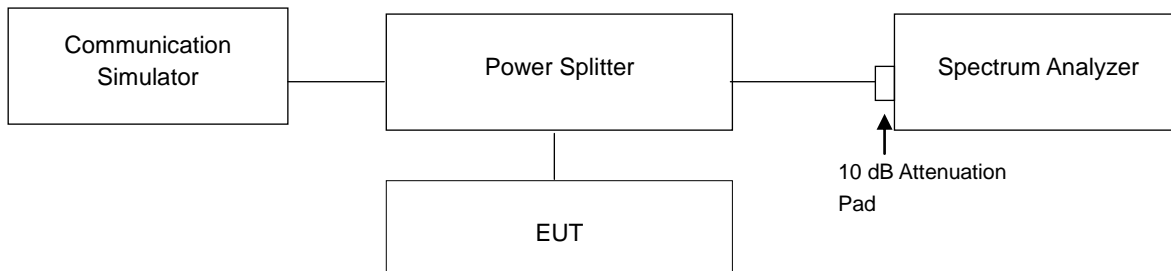 Communication
Simulator
Power Splitter
Spectrum Analyzer
10 dB Attenuation
Pad
EUT